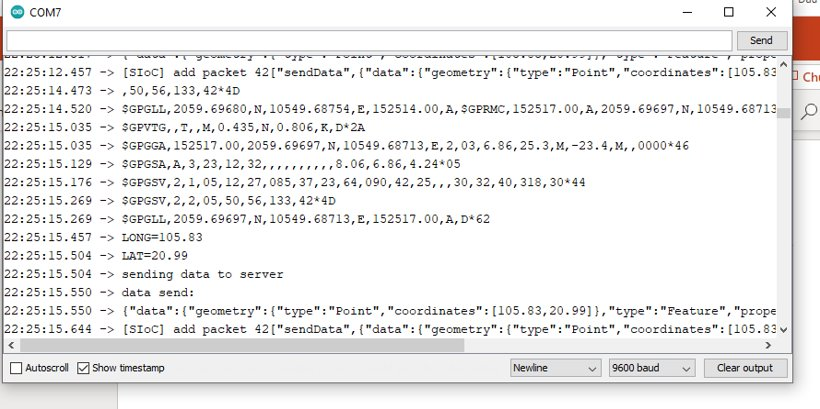 COM7
Send
22:25:12.457 -> [SIoC] add packet 42["sendData",{"data":{"geometry":{"type":"Point","coordinates":[105.83
22:25:14.473 -> ,50,56,133,42*4D
22:25:14.520 -> $GPGLL,2059.69680,N,10549.68754,E,152514.00,A,$GPRMC,152517.00,A,2059.69697,N,10549.68713
22:25:15.035 -> $GPVTG,,T,,M,0.435,N,0.806,K,D*2A
22:25:15.035 -> $GPGGA,152517.00,2059.69697,N,10549.68713,E,2,03,6.86,25.3,M,-23.4,M,,0000*46
22:25:15.129 -> $GPGSA,A,3,23,12,32,,,,,,,,,,8.06,6.86,4.24*05
22:25:15.176 -> $GPGSV,2,1,05,12,27,085,37,23,64,090,42,25,,,30,32,40,318,30*44
22:25:15.269 -> $GPGSV,2,2,05,50,56,133,42*4D
22:25:15.269 -> $GPGLL,2059.69697,N,10549.68713,E,152517.00,A,D*62
22:25:15.457 -> LONG=105.83
22:25:15.504 -> LAT=20.99
22:25:15.504 -> sending data to server
22:25:15.550 -> data send:
22:25:15.550 -> {"data":{"geometry":{"type":"Point","coordinates":[105.83,20.99]},"type":"Feature","prope
22:25:15.644 -> [SIoC] add packet 42["sendData",{"data":{"geometry":{"type":"Point","coordinates":[105.83
Autoscroll
Show timestamp
Newline
9600 baud
Clear output